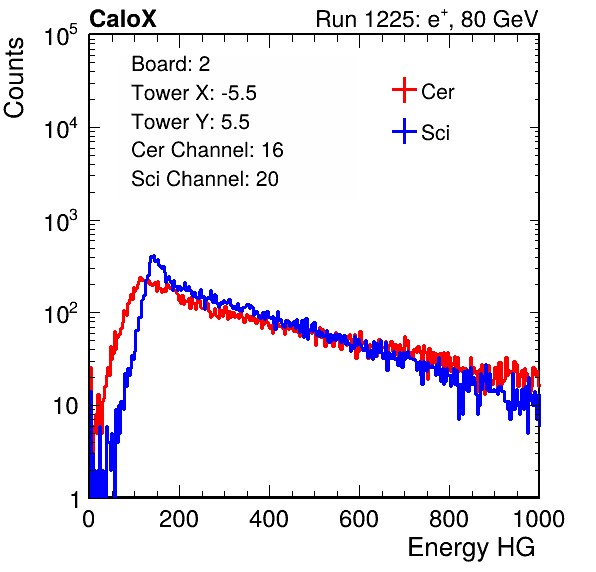 CaloX Run 1225: e⁺, 80 GeV
Counts
10⁵
10⁴
10³
10²
10
1
Board: 2
Tower X: -5.5
Tower Y: 5.5
Cer Channel: 16
Sci Channel: 20
Cer
Sci
0 200 400 600 800 1000
Energy HG